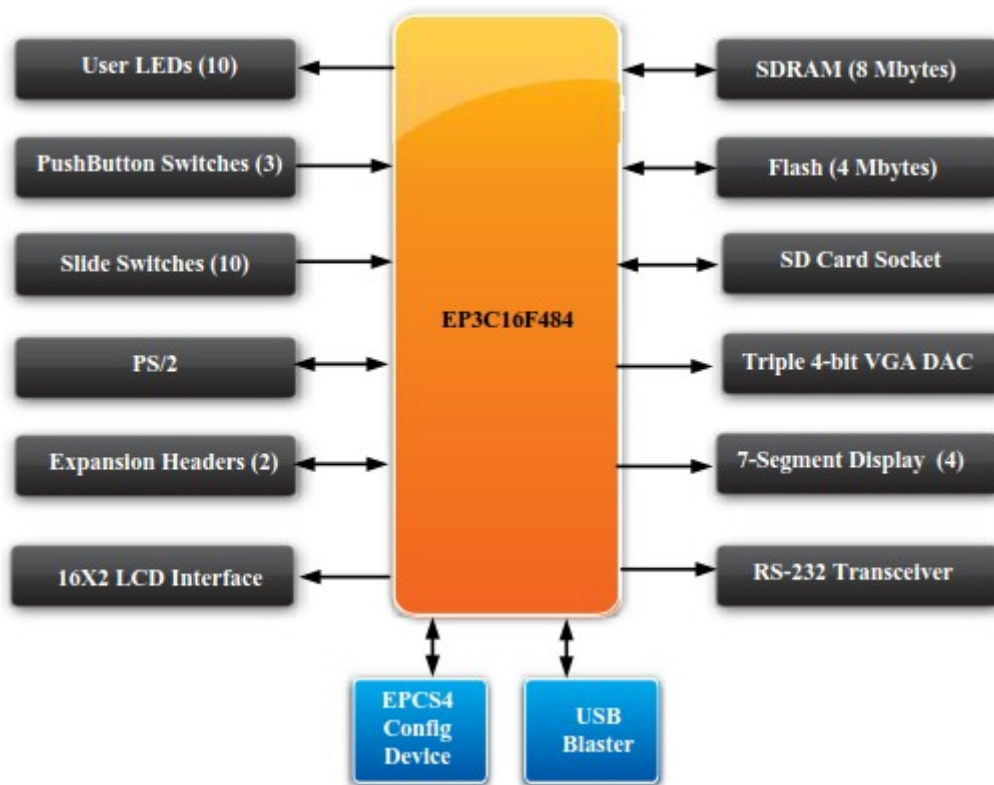 User LEDs (10)
PushButton Switches (3)
Slide Switches (10)
PS/2
Expansion Headers (2)
16X2 LCD Interface
EP3C16F484
SDRAM (8 Mbytes)
Flash (4 Mbytes)
SD Card Socket
Triple 4-bit VGA DAC
7-Segment Display (4)
RS-232 Transceiver
EPCS4
Config
Device
USB
Blaster